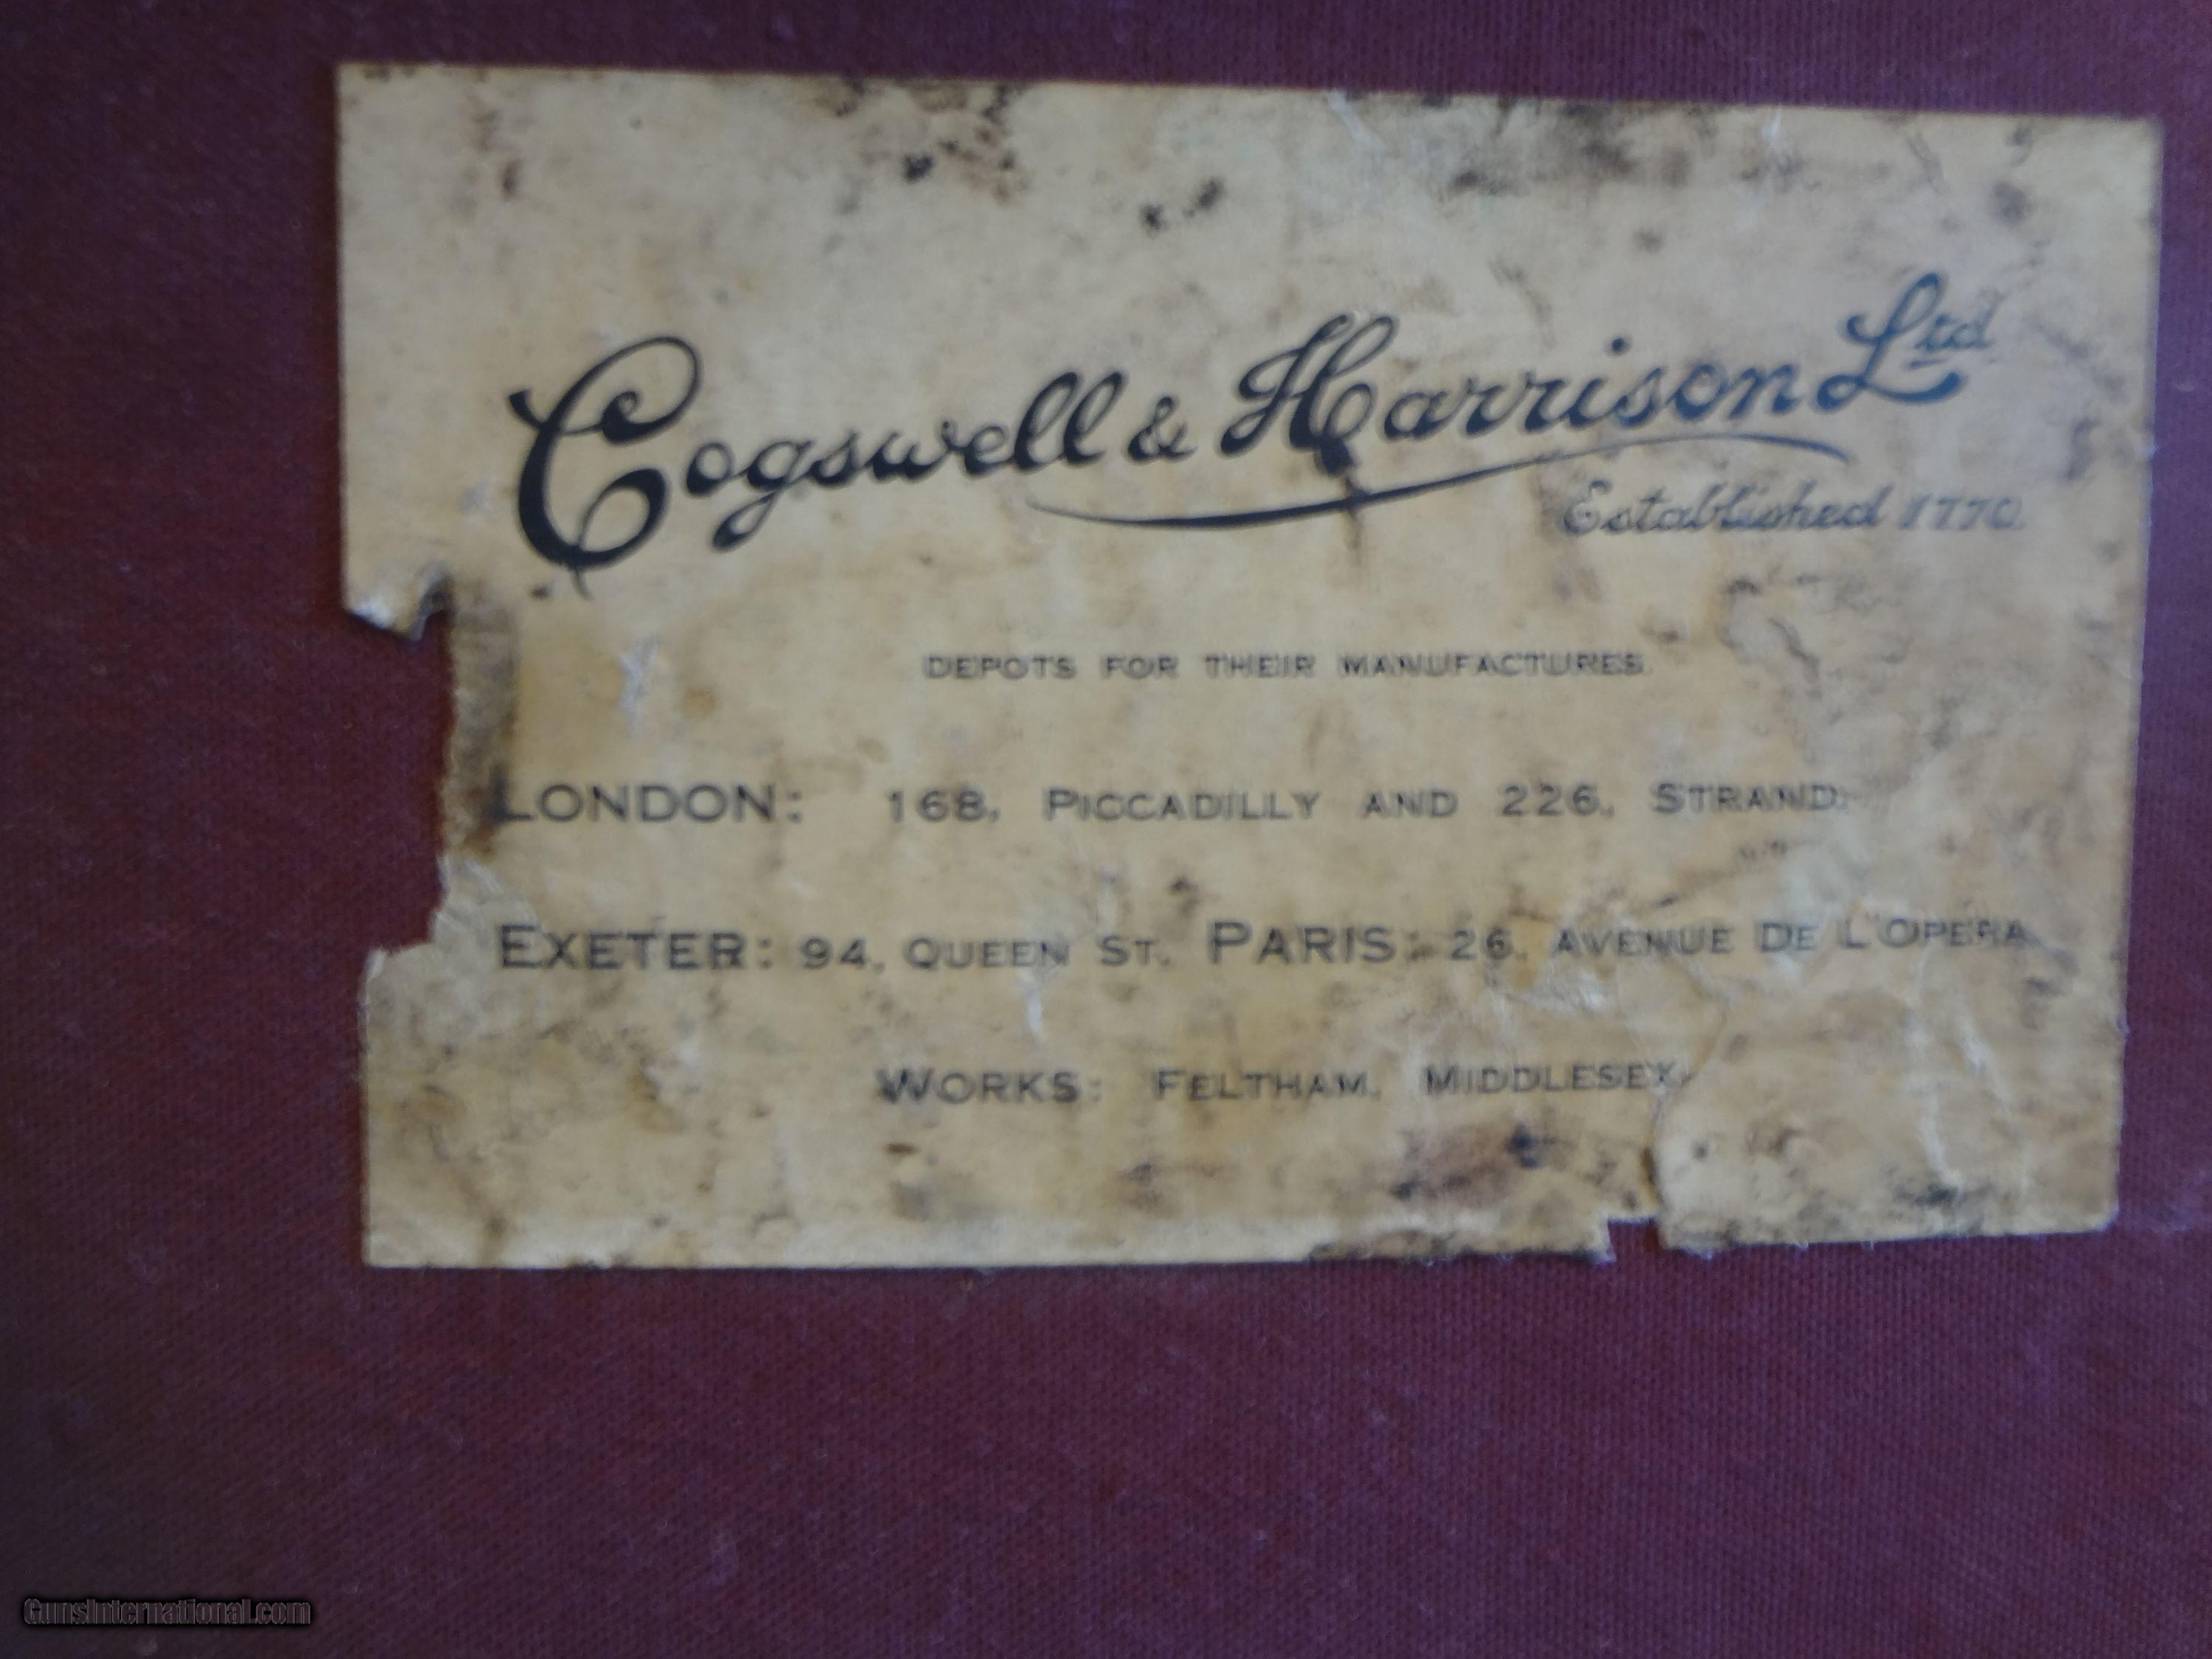 Cogswell & Harrison Ltd
Established 1770.
DEPOTS FOR THEIR MANUFACTURES.
LONDON: 168, PICCADILLY AND 226, STRAND.
EXETER: 94, QUEEN ST. PARIS: 26, AVENUE DE L'OPERA
WORKS: FELTHAM, MIDDLESEX.
GunsInternational.com